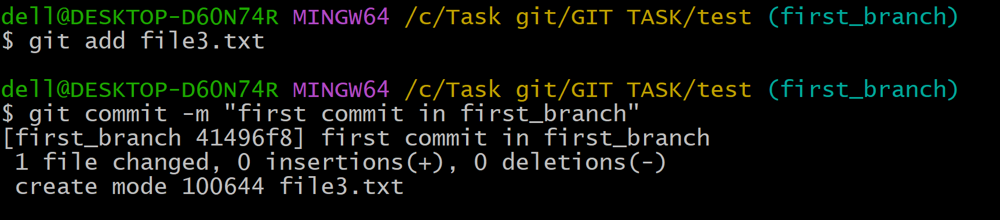 dell@DESKTOP-D60N74R MINGW64 /c/Task git/GIT TASK/test (first_branch)
$ git add file3.txt
dell@DESKTOP-D60N74R MINGW64 /c/Task git/GIT TASK/test (first_branch)
$ git commit -m "first commit in first_branch"
[first_branch 41496f8] first commit in first_branch
1 file changed, 0 insertions(+), 0 deletions(-)
create mode 100644 file3.txt